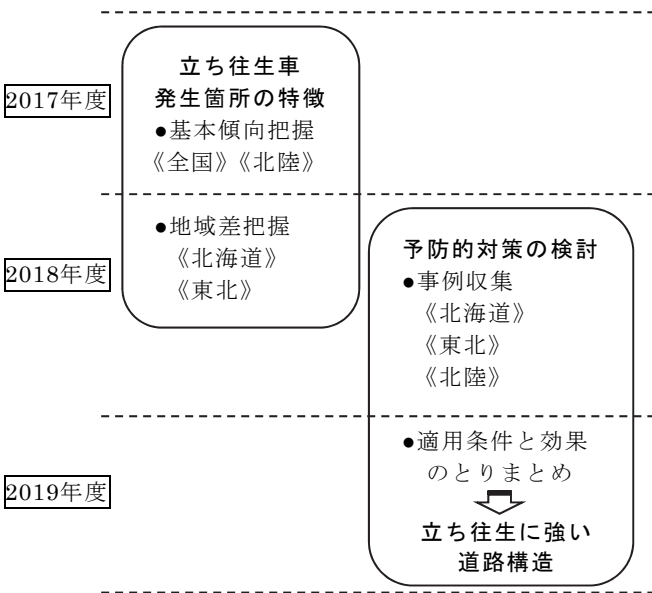 立ち往生車
発生箇所の特徴
2017年度
●基本傾向把握
《全国》《北陸》
●地域差把握
《北海道》
《東北》
2018年度
予防的対策の検討
●事例収集
《北海道》
《東北》
《北陸》
2019年度
●適用条件と効果
のとりまとめ
立ち往生に強い
道路構造